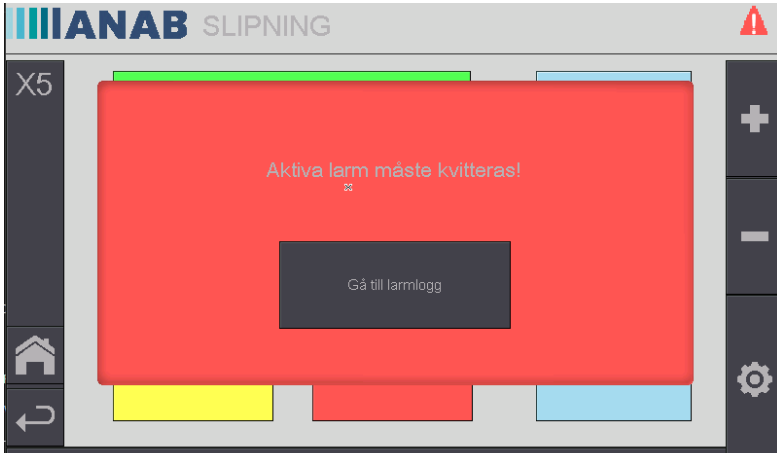 ANAB SLIPNING
X5
Aktiva larm måste kvitteras!
Gå till larmlogg